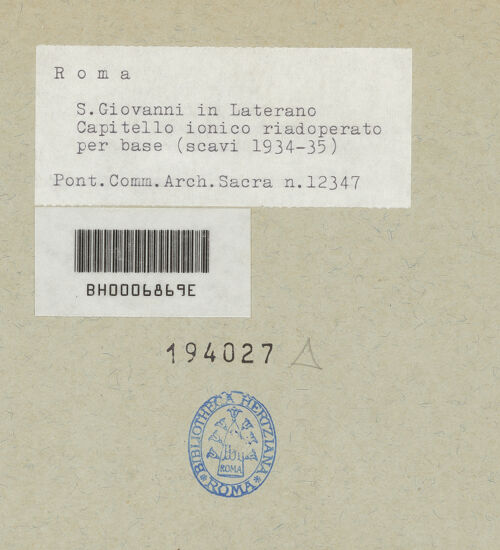 Roma
S.Giovanni in Laterano
Capitello ionico riadoperato
per base (scavi 1934-35)
Pont.Comm.Arch.Sacra n.12347
BH0006869E
194027
BIBLIOTHECA HERTZIANA
ROMA
ROMA